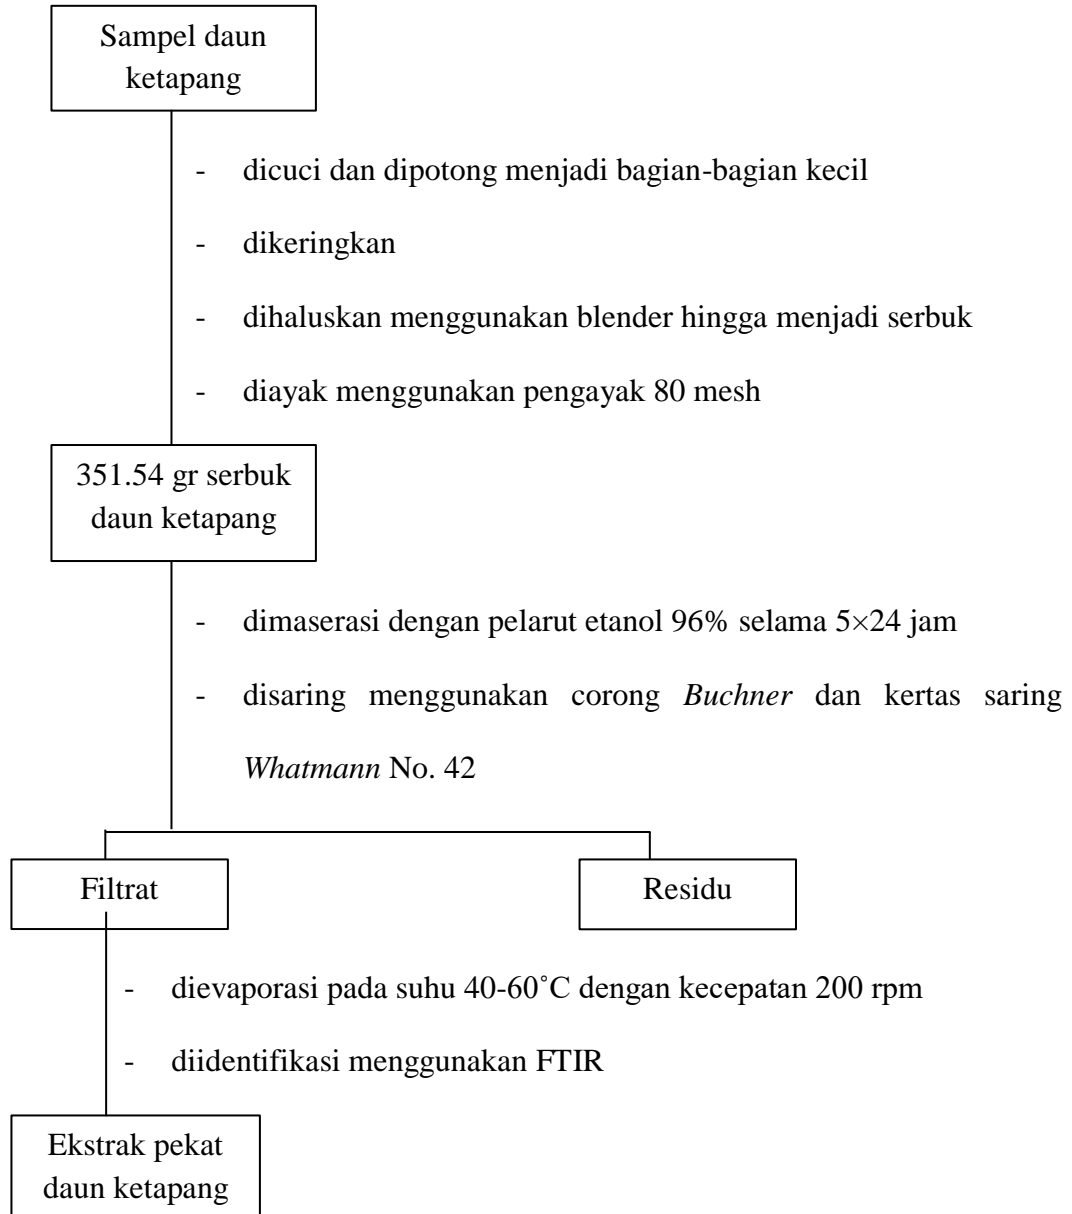 Sampel daun
ketapang
- dicuci dan dipotong menjadi bagian-bagian kecil
- dikeringkan
- dihaluskan menggunakan blender hingga menjadi serbuk
- diayak menggunakan pengayak 80 mesh
351.54 gr serbuk
daun ketapang
- dimaserasi dengan pelarut etanol 96% selama 5×24 jam
- disaring menggunakan corong Buchner dan kertas saring
Whatmann No. 42
Filtrat
Residu
- dievaporasi pada suhu 40-60˚C dengan kecepatan 200 rpm
- diidentifikasi menggunakan FTIR
Ekstrak pekat
daun ketapang